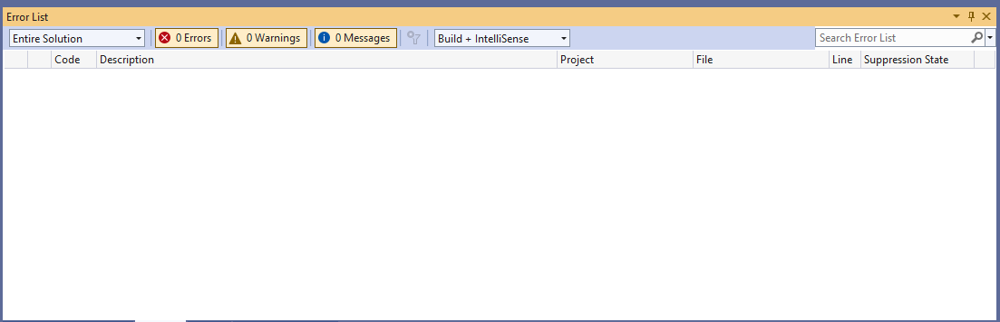 Error List
Entire Solution 0 Errors 0 Warnings 0 Messages Build + IntelliSense Search Error List
Code Description Project File Line Suppression State